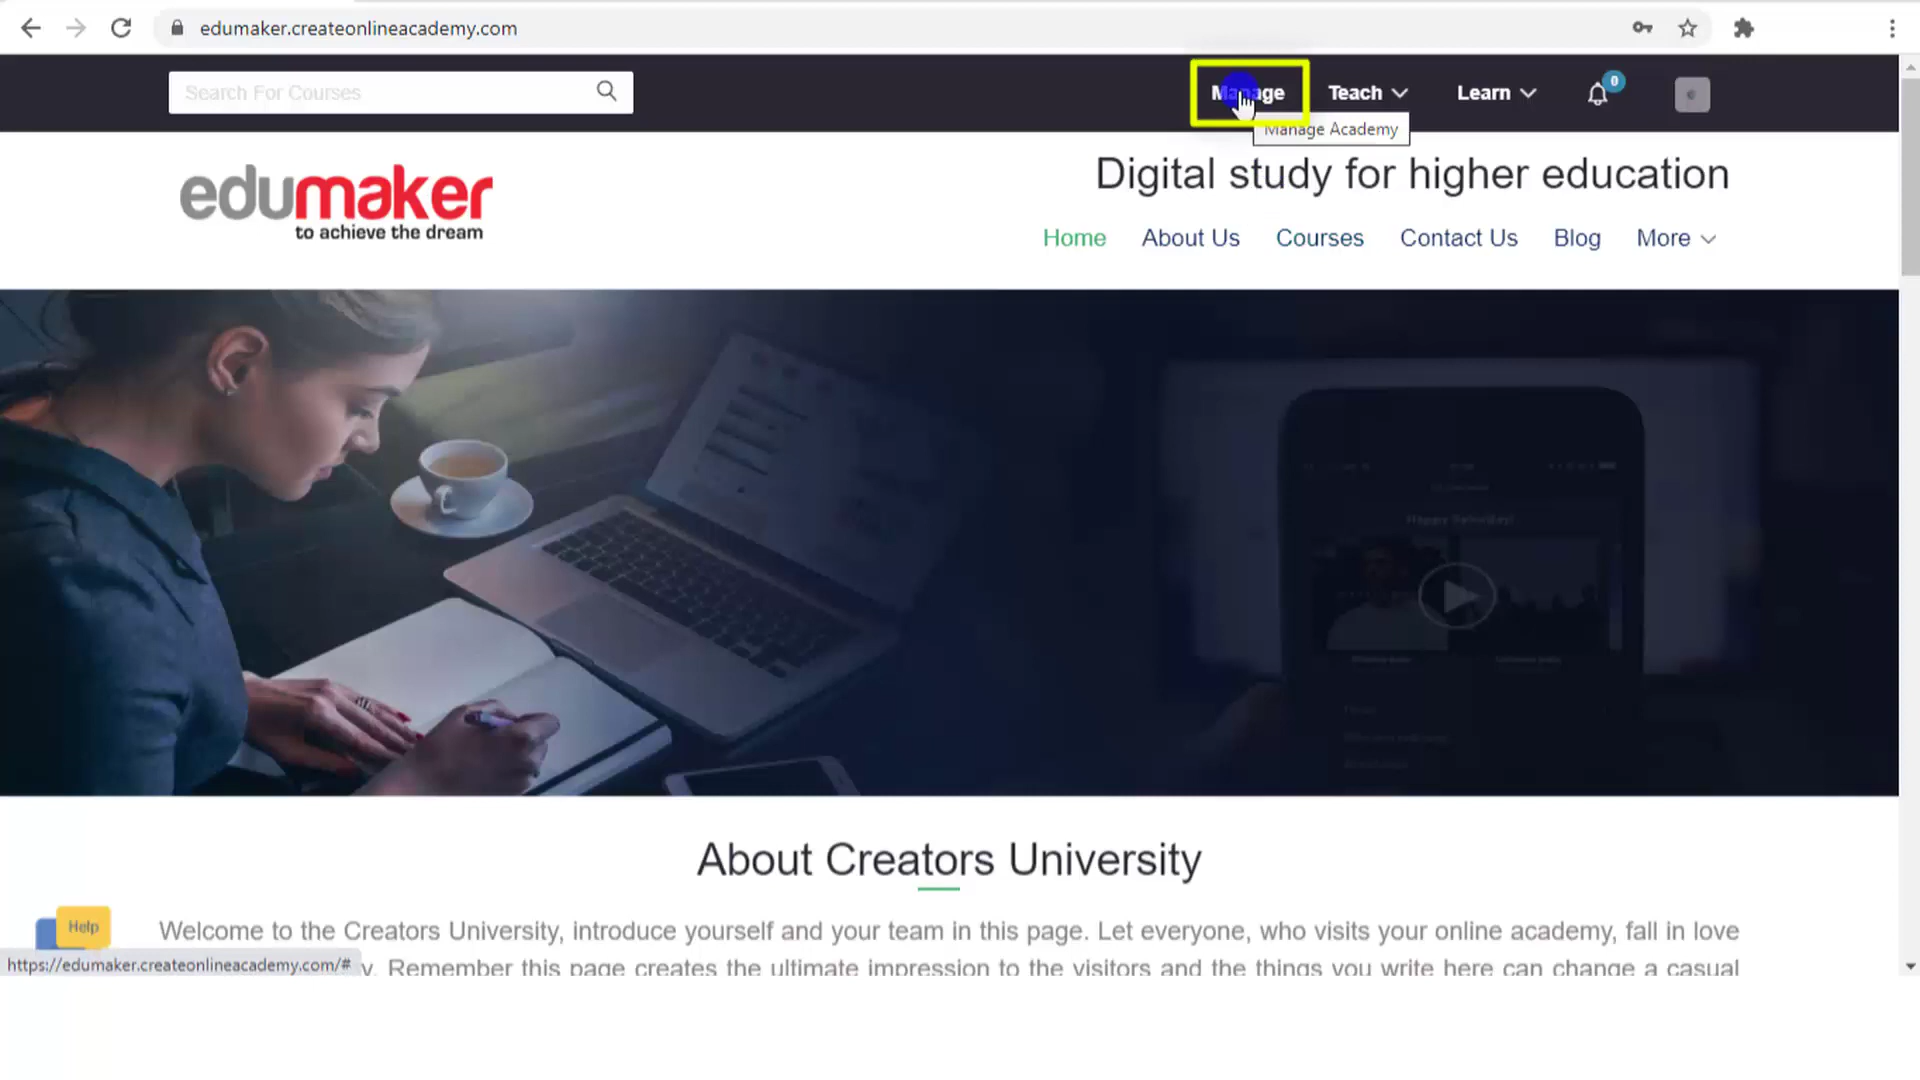 edumaker.createonlineacademy.com
Search For Courses
Manage
Teach
Learn
0
Manage Academy
edumaker
to achieve the dream
Digital study for higher education
Home
About Us
Courses
Contact Us
Blog
More
Happy Saturday!
About Creators University
Welcome to the Creators University, introduce yourself and your team in this page. Let everyone, who visits your online academy, fall in love
y. Remember this page creates the ultimate impression to the visitors and the things you write here can change a casual
Help
https://edumaker.createonlineacademy.com/#